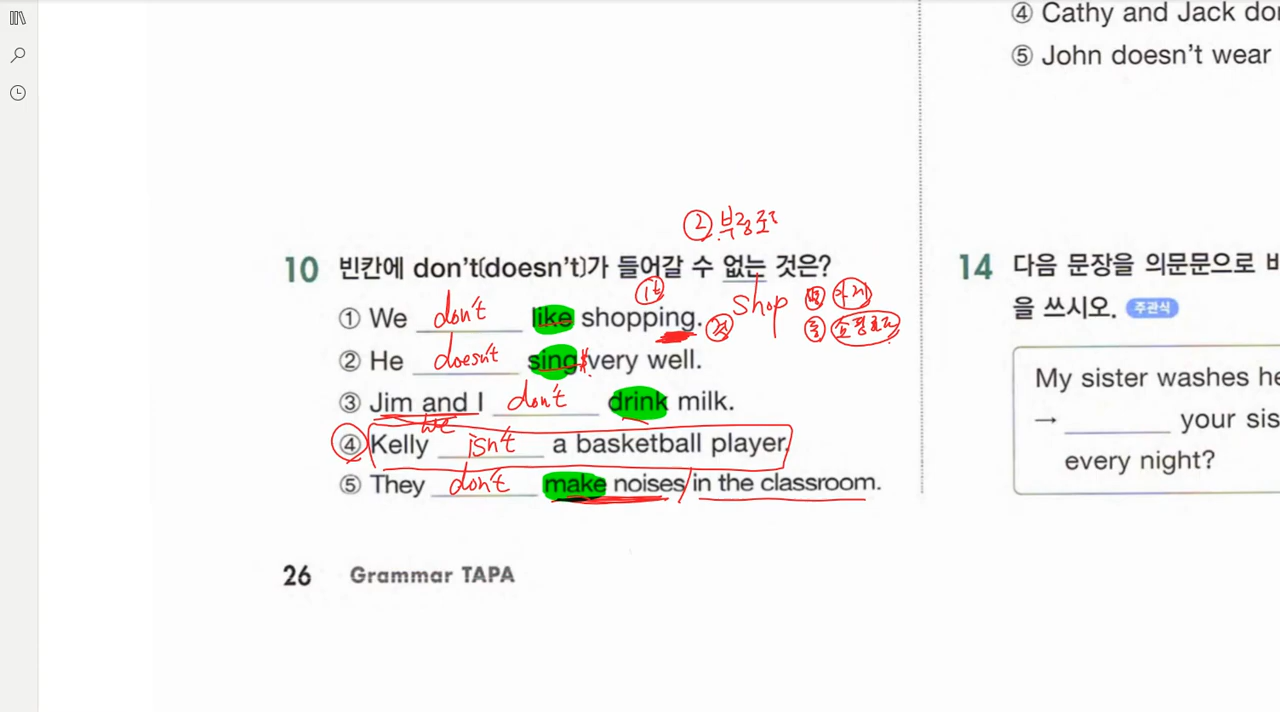 ④ Cathy and Jack do
⑤ John doesn't wear
② 부정문
10 빈칸에 don't(doesn't)가 들어갈 수 없는 것은?
① We don't like shopping.
shop
② He doesn't sing very well.
③ Jim and I don't drink milk.
we
④ Kelly isn't a basketball player.
⑤ They don't make noises / in the classroom.
26 Grammar TAPA
14 다음 문장을 의문문으로
을 쓰시오. 주관식
My sister washes
→ ________ your
every night?